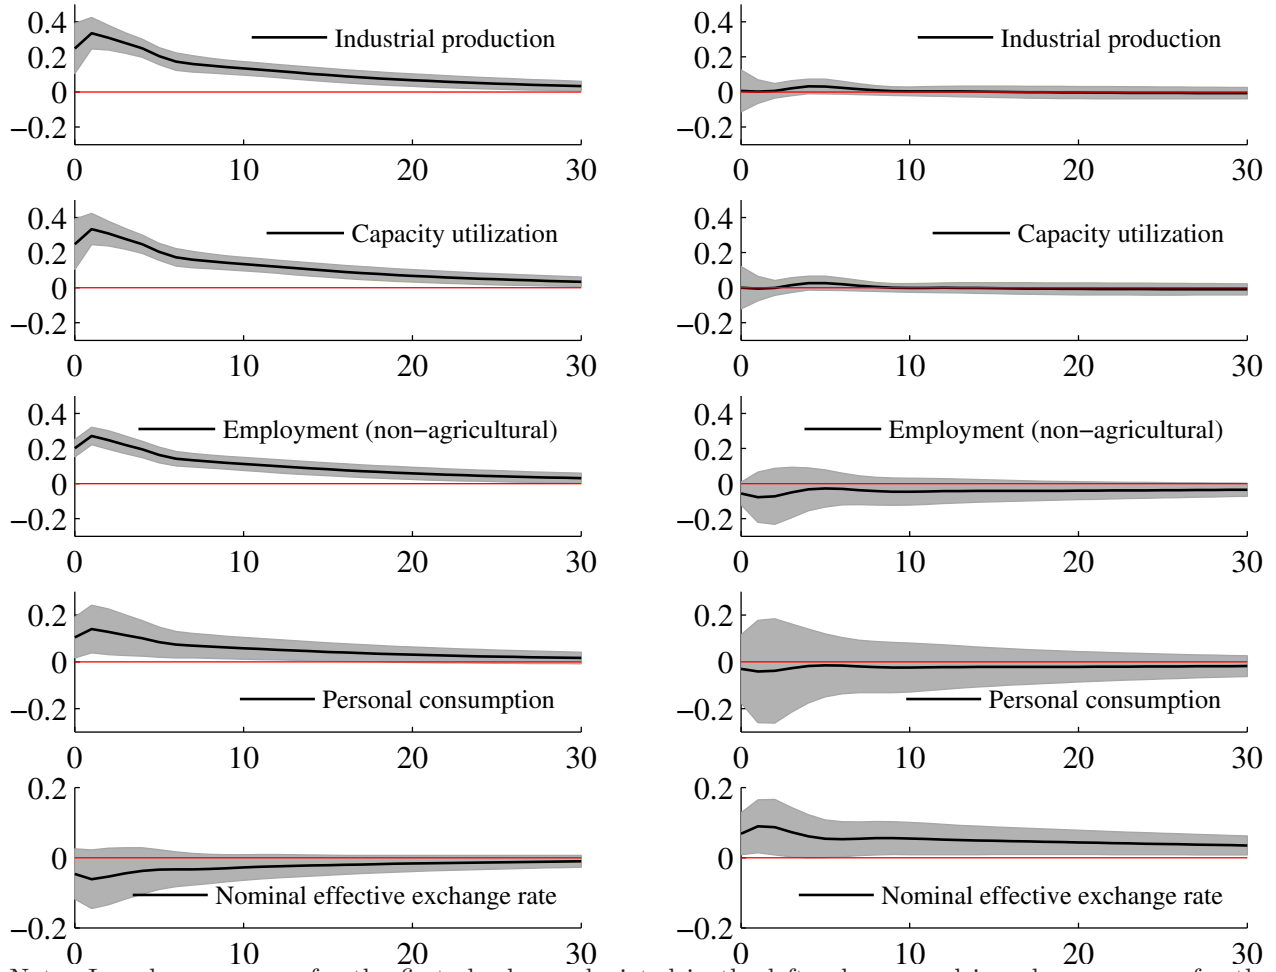 0.4
0.2
0
−0.2
0 10 20 30
Industrial production
0.4
0.2
0
−0.2
0 10 20 30
Industrial production
0.4
0.2
0
−0.2
0 10 20 30
Capacity utilization
0.4
0.2
0
−0.2
0 10 20 30
Capacity utilization
0.4
0.2
0
−0.2
0 10 20 30
Employment (non−agricultural)
0.4
0.2
0
−0.2
0 10 20 30
Employment (non−agricultural)
0.2
0
−0.2
0 10 20 30
Personal consumption
0.2
0
−0.2
0 10 20 30
Personal consumption
0.2
0
−0.2
0 10 20 30
Nominal effective exchange rate
0.2
0
−0.2
0 10 20 30
Nominal effective exchange rate